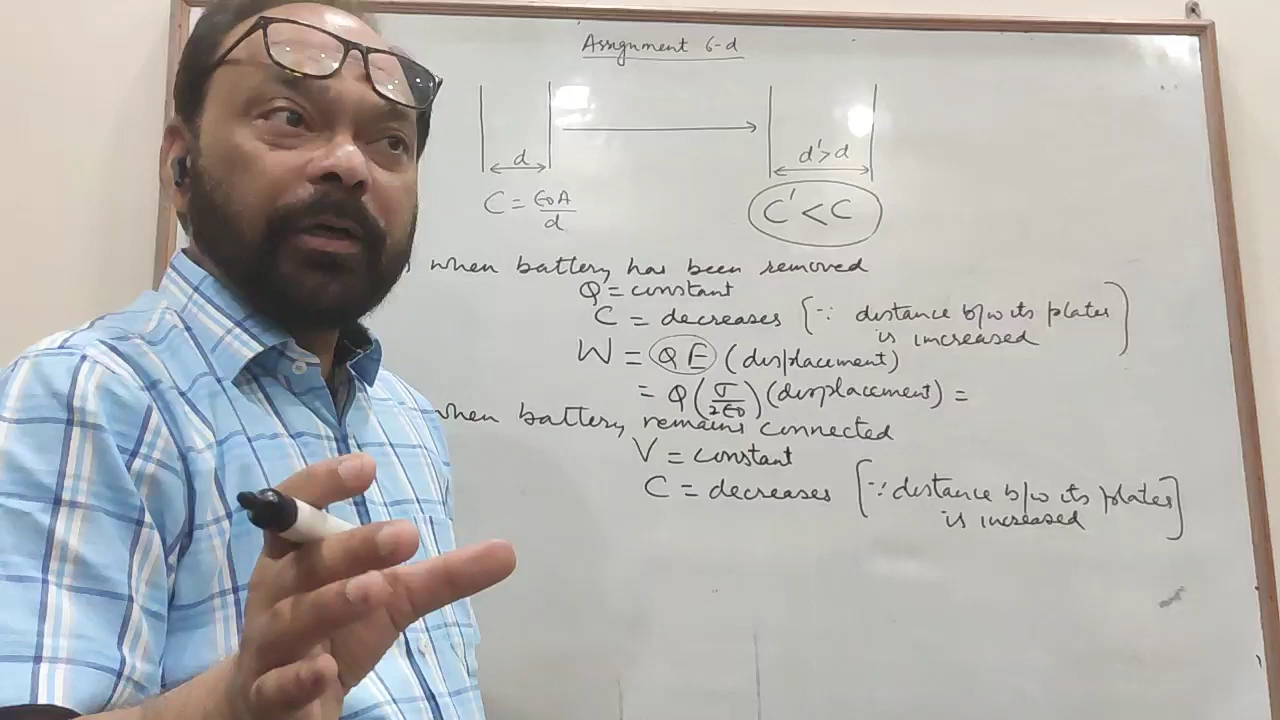 Assignment 6-d
d
d'>d
C = ε0A/d
C' < C
when battery has been removed
Q = constant
C = decreases [∵ distance b/w its plates
is increased]
W = QE (displacement)
= Q(σ/2ε0)(displacement) =
when battery remains connected
V = constant
C = decreases [∵ distance b/w its plates]
is increased